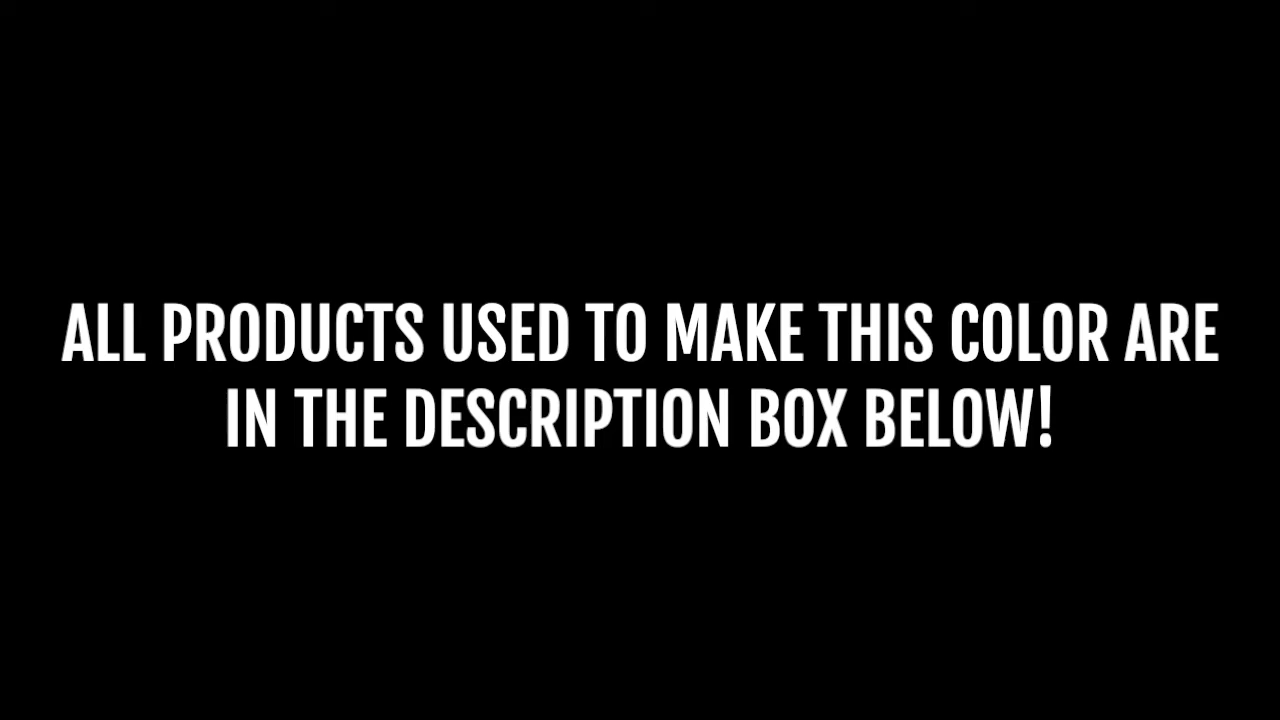 ALL PRODUCTS USED TO MAKE THIS COLOR ARE
IN THE DESCRIPTION BOX BELOW!